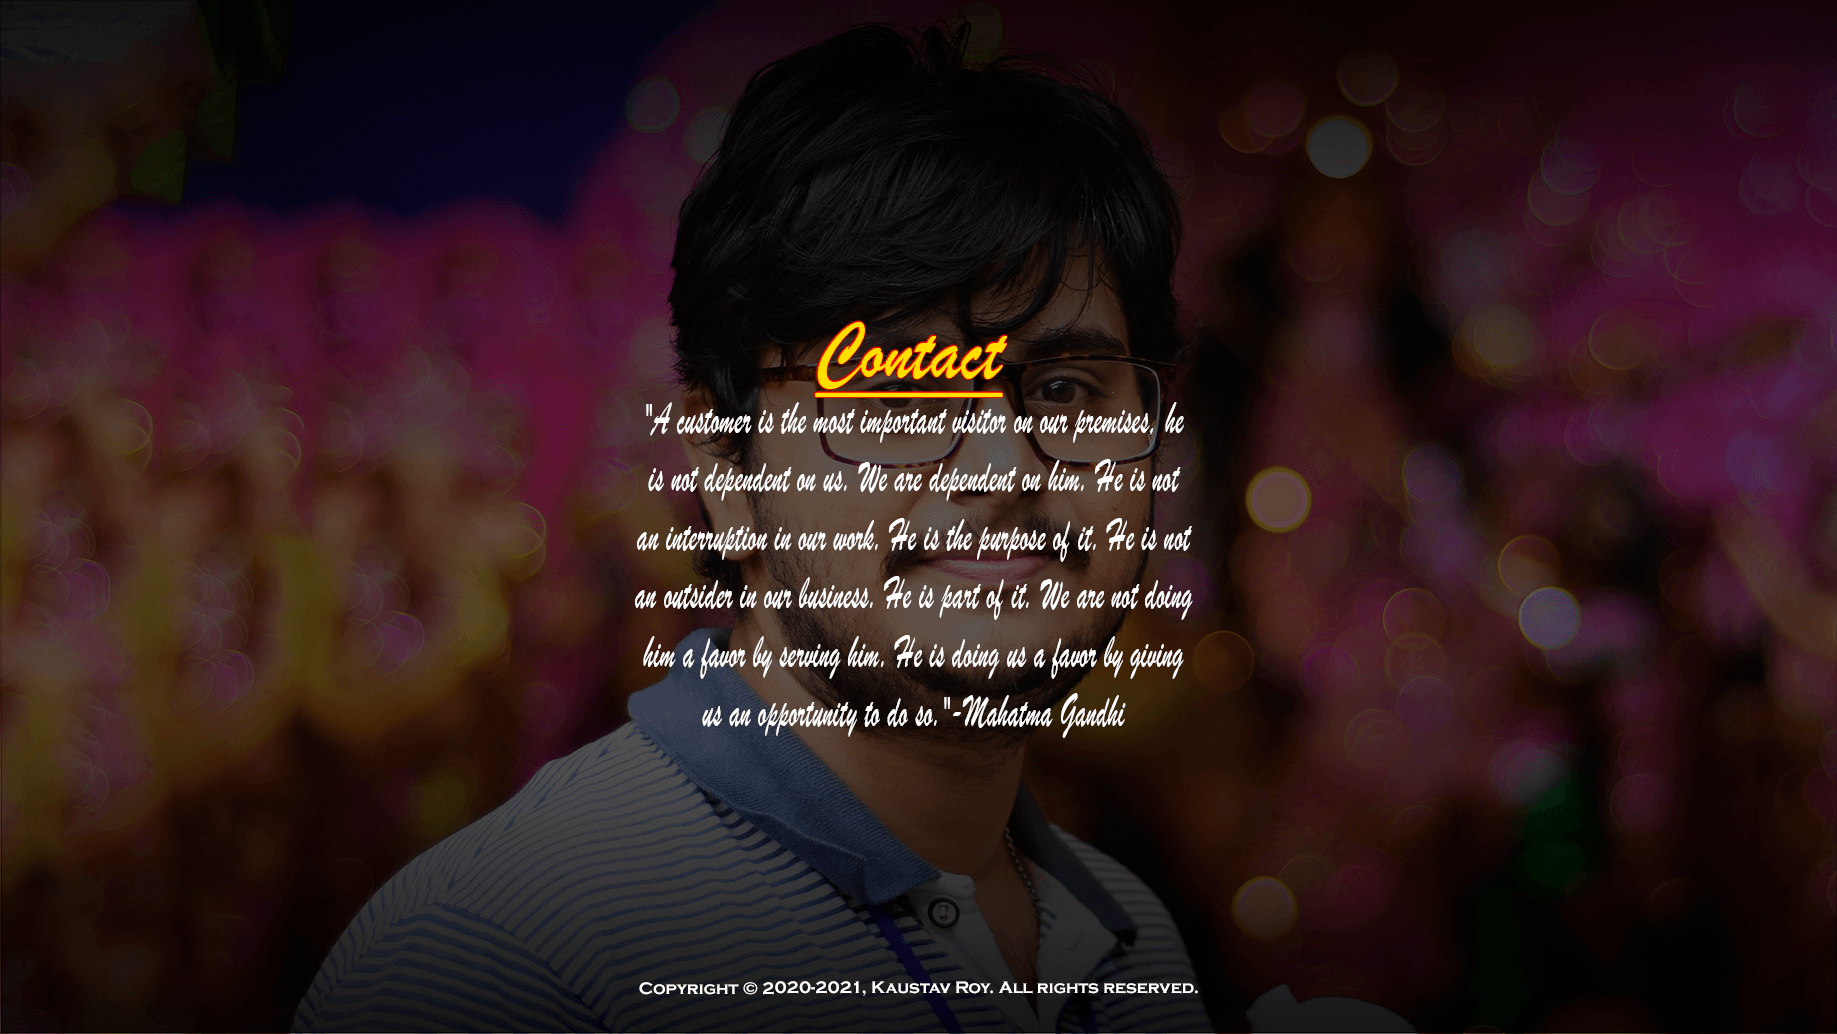 Contact
"A customer is the most important visitor on our premises, he
is not dependent on us. We are dependent on him. He is not
an interruption in our work. He is the purpose of it. He is not
an outsider in our business. He is part of it. We are not doing
him a favor by serving him. He is doing us a favor by giving
us an opportunity to do so."-Mahatma Gandhi
Copyright © 2020-2021, Kaustav Roy. All rights reserved.